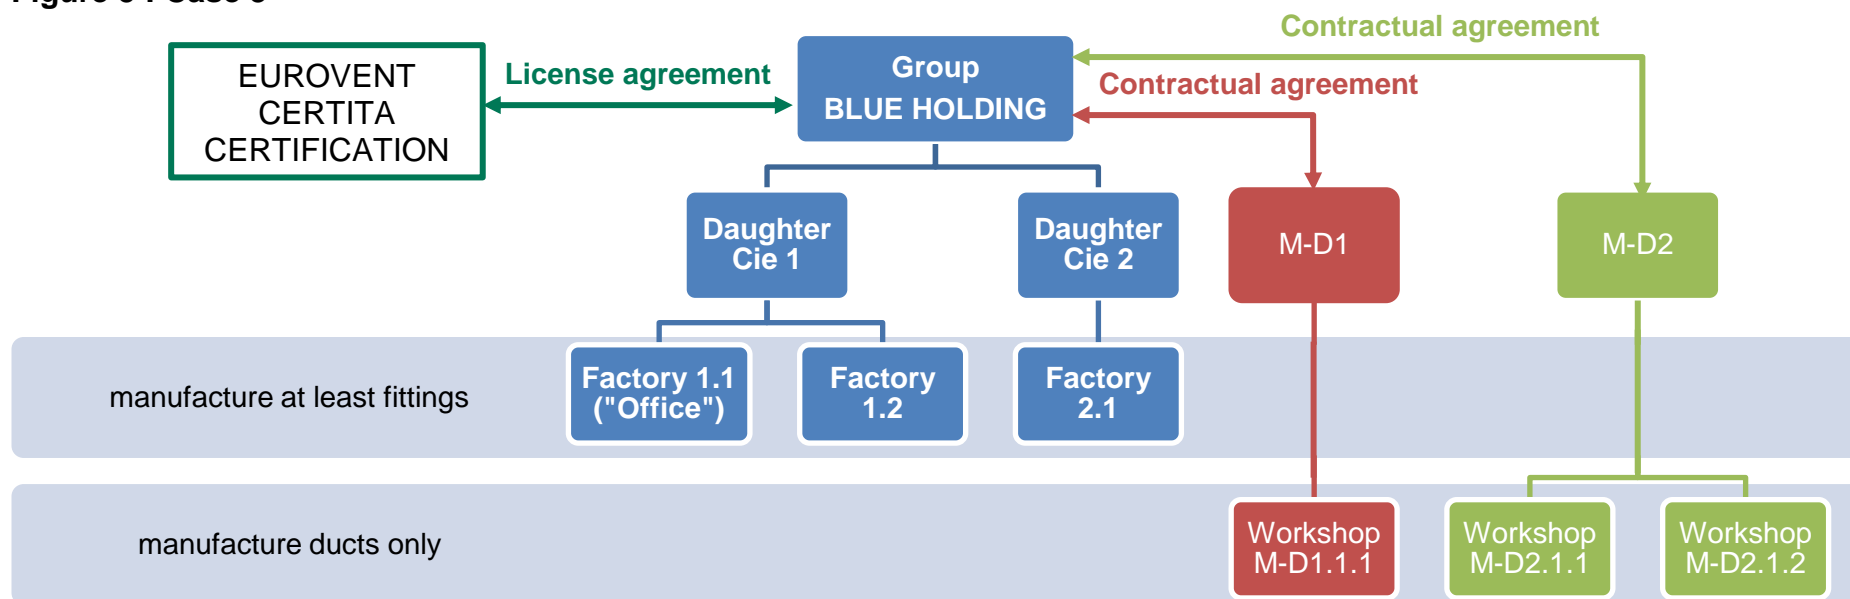 Contractual agreement
EUROVENT
CERTITA
CERTIFICATION
License agreement
Group
BLUE HOLDING
Contractual agreement
Daughter
Cie 1
Daughter
Cie 2
M-D1
M-D2
manufacture at least fittings
Factory 1.1
("Office")
Factory
1.2
Factory
2.1
manufacture ducts only
Workshop
M-D1.1.1
Workshop
M-D2.1.1
Workshop
M-D2.1.2